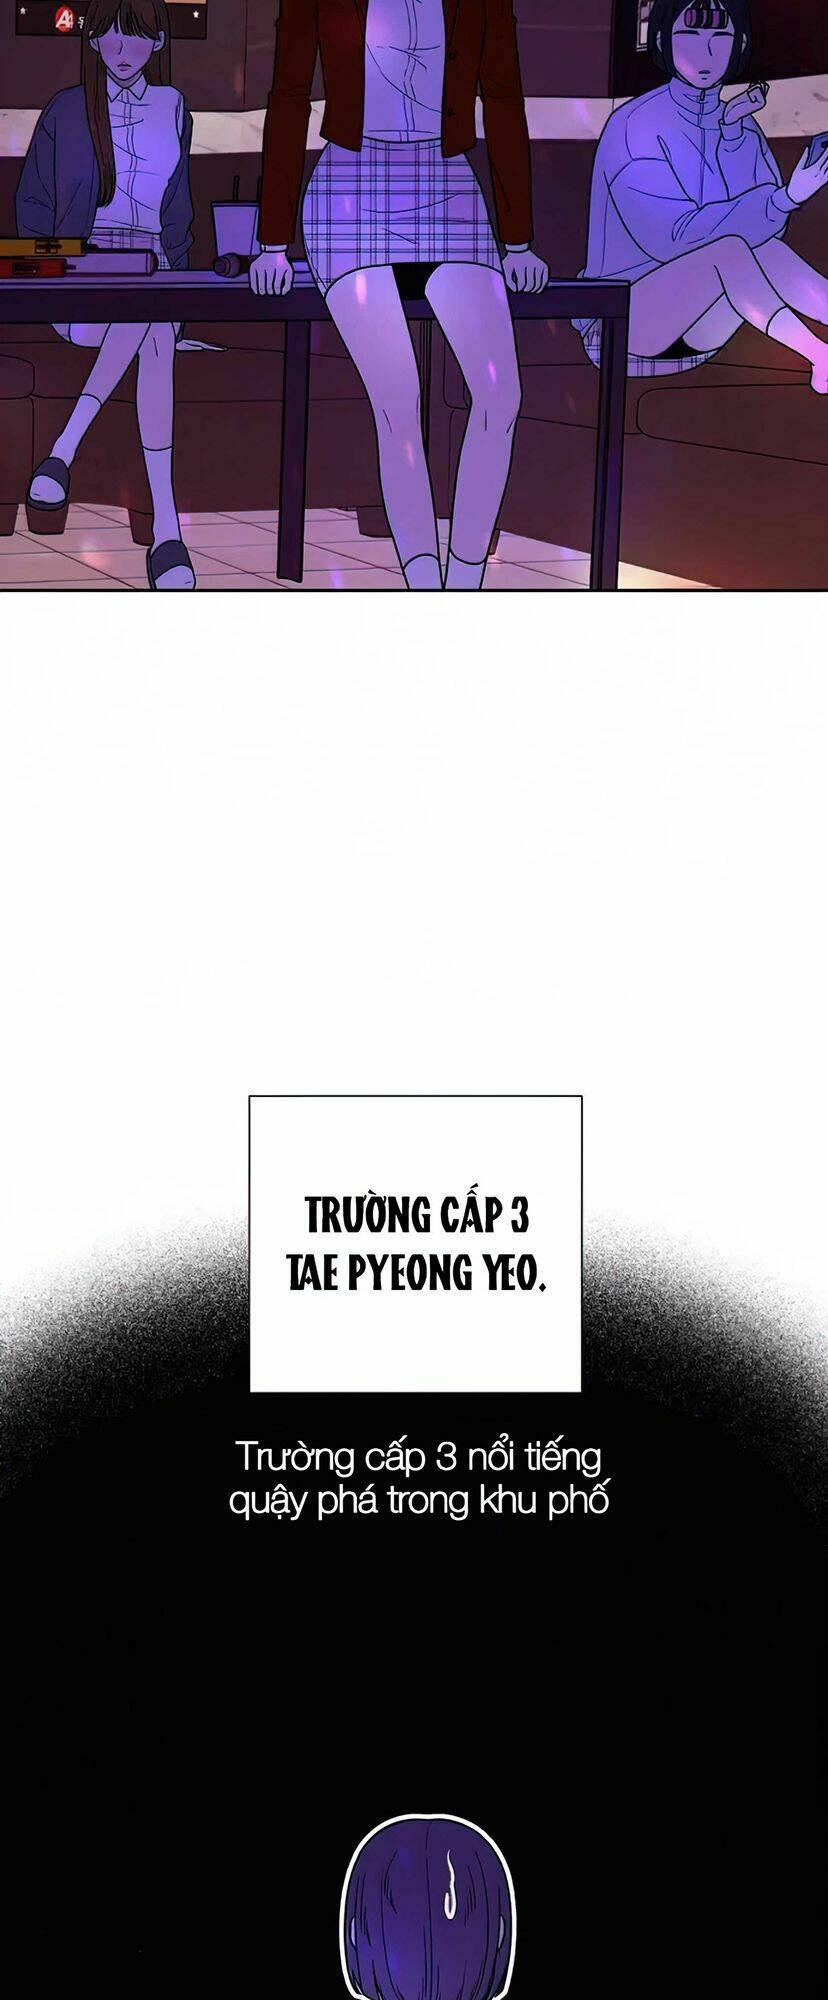 TRƯỜNG CẤP 3
TAE PYEONG YEO.
Trường cấp 3 nổi tiếng
quậy phá trong khu phố